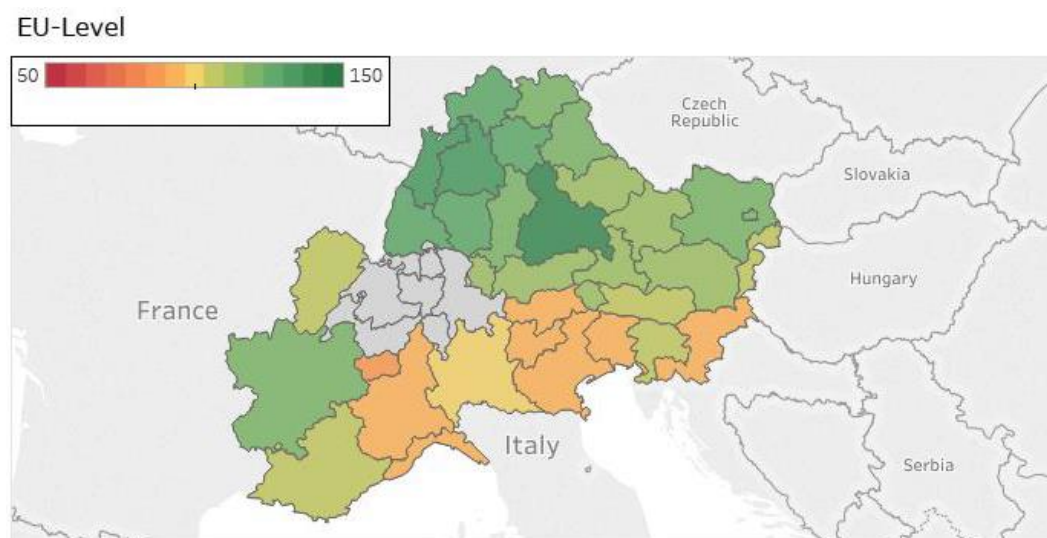 EU-Level
50 150
Czech
Republic
Slovakia
Hungary
France
Italy
Serbia